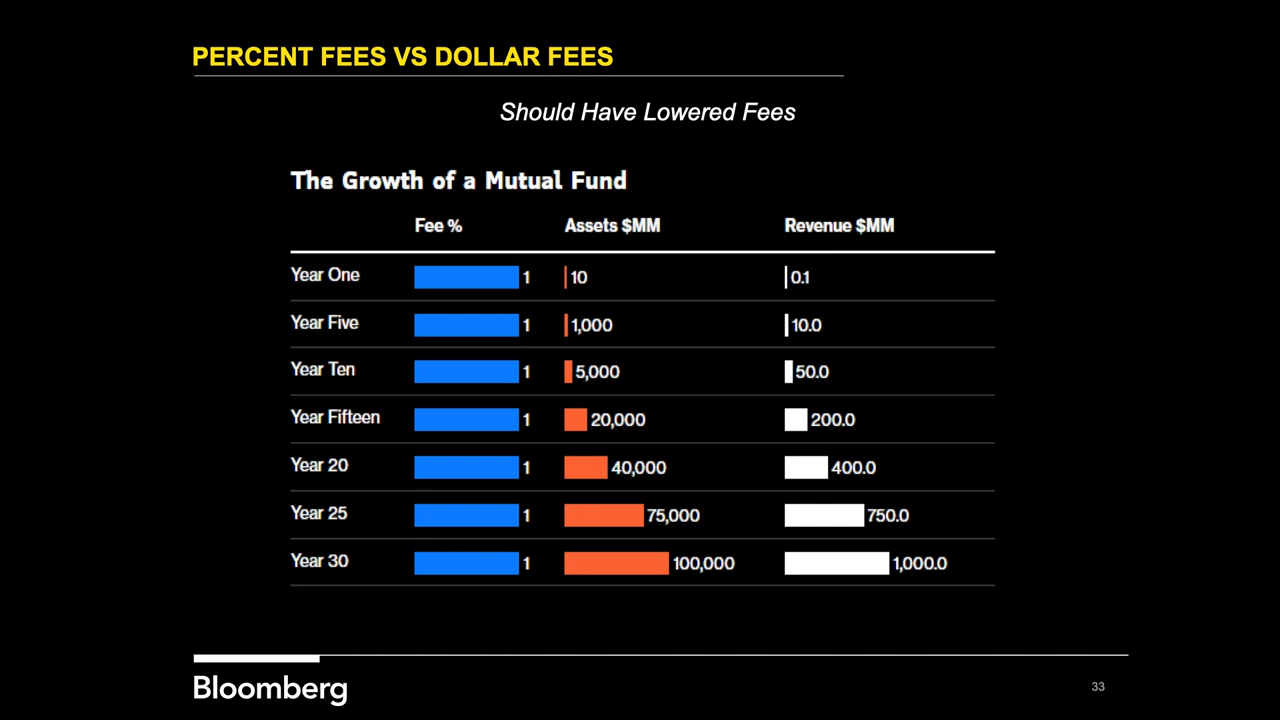 PERCENT FEES VS DOLLAR FEES
Should Have Lowered Fees
The Growth of a Mutual Fund
Fee % Assets $MM Revenue $MM
Year One 1 10 0.1
Year Five 1 1,000 10.0
Year Ten 1 5,000 50.0
Year Fifteen 1 20,000 200.0
Year 20 1 40,000 400.0
Year 25 1 75,000 750.0
Year 30 1 100,000 1,000.0
Bloomberg 33